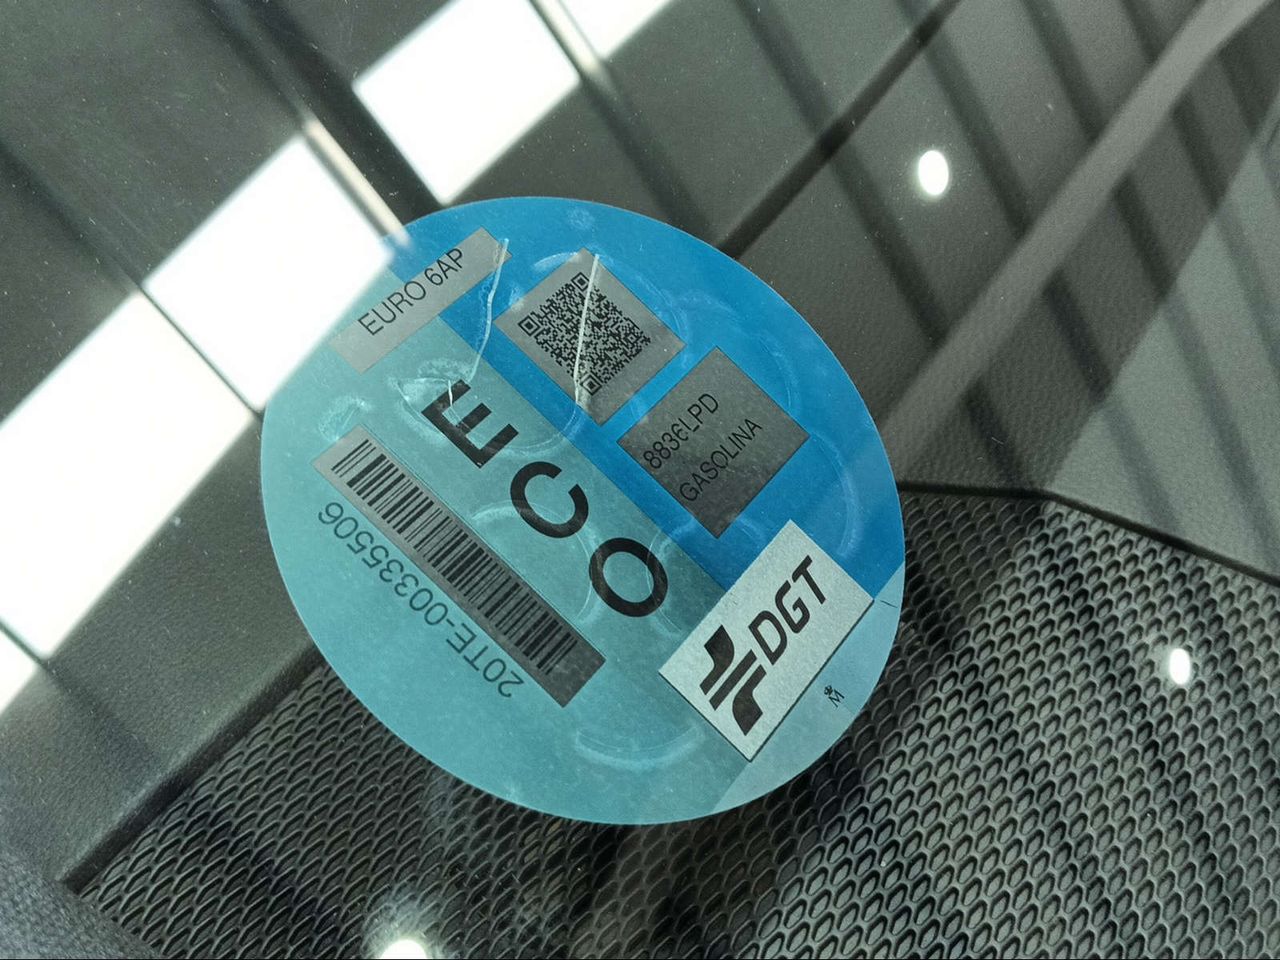 EURO 6AP
8836LPD
GASOLINA
ECO
20TE-00335506
DGT
M